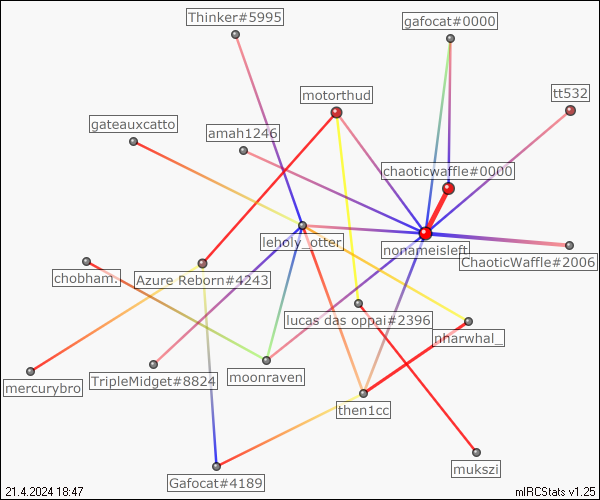 Thinker#5995
gafocat#0000
tt532
motorthud
gateauxcatto
amah1246
chaoticwaffle#0000
leholy_otter
nonameisleft
ChaoticWaffle#2006
chobham.
Azure Reborn#4243
lucas das oppai#2396
nharwhal_
mercurybro
TripleMidget#8824
moonraven
then1cc
mukszi
Gafocat#4189
21.4.2024 18:47
mIRCStats v1.25